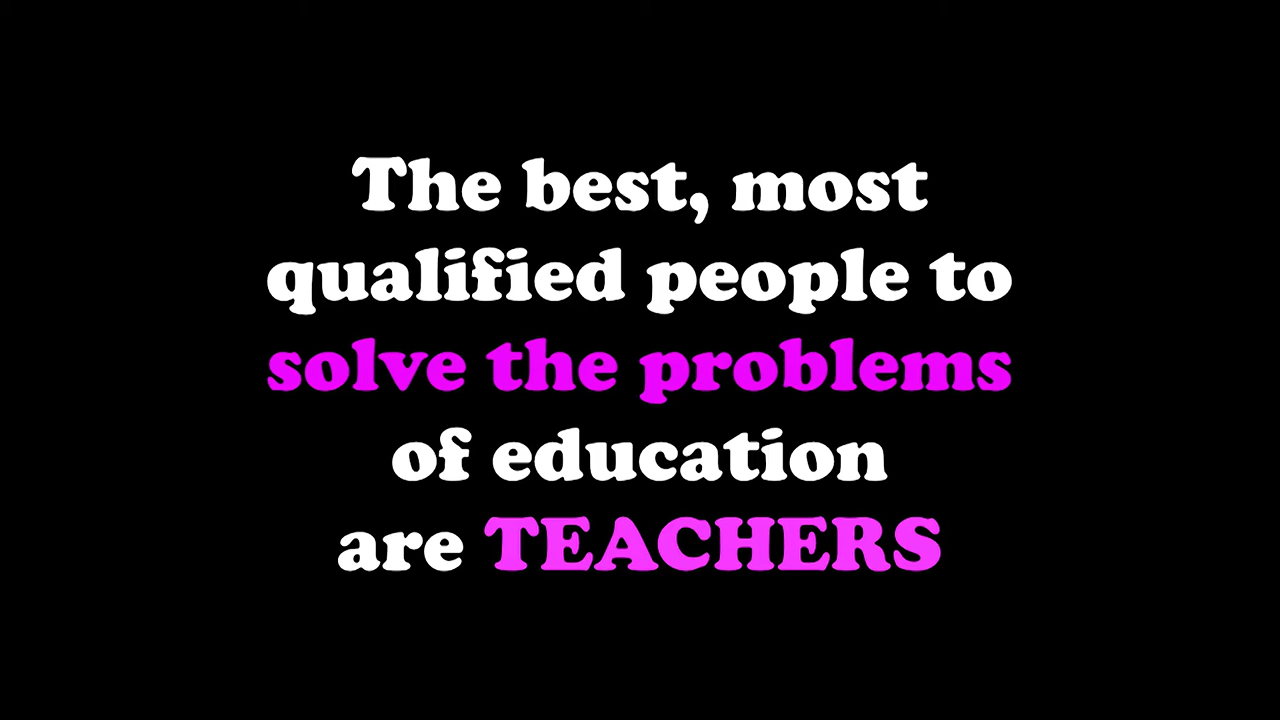 The best, most
qualified people to
solve the problems
of education
are TEACHERS